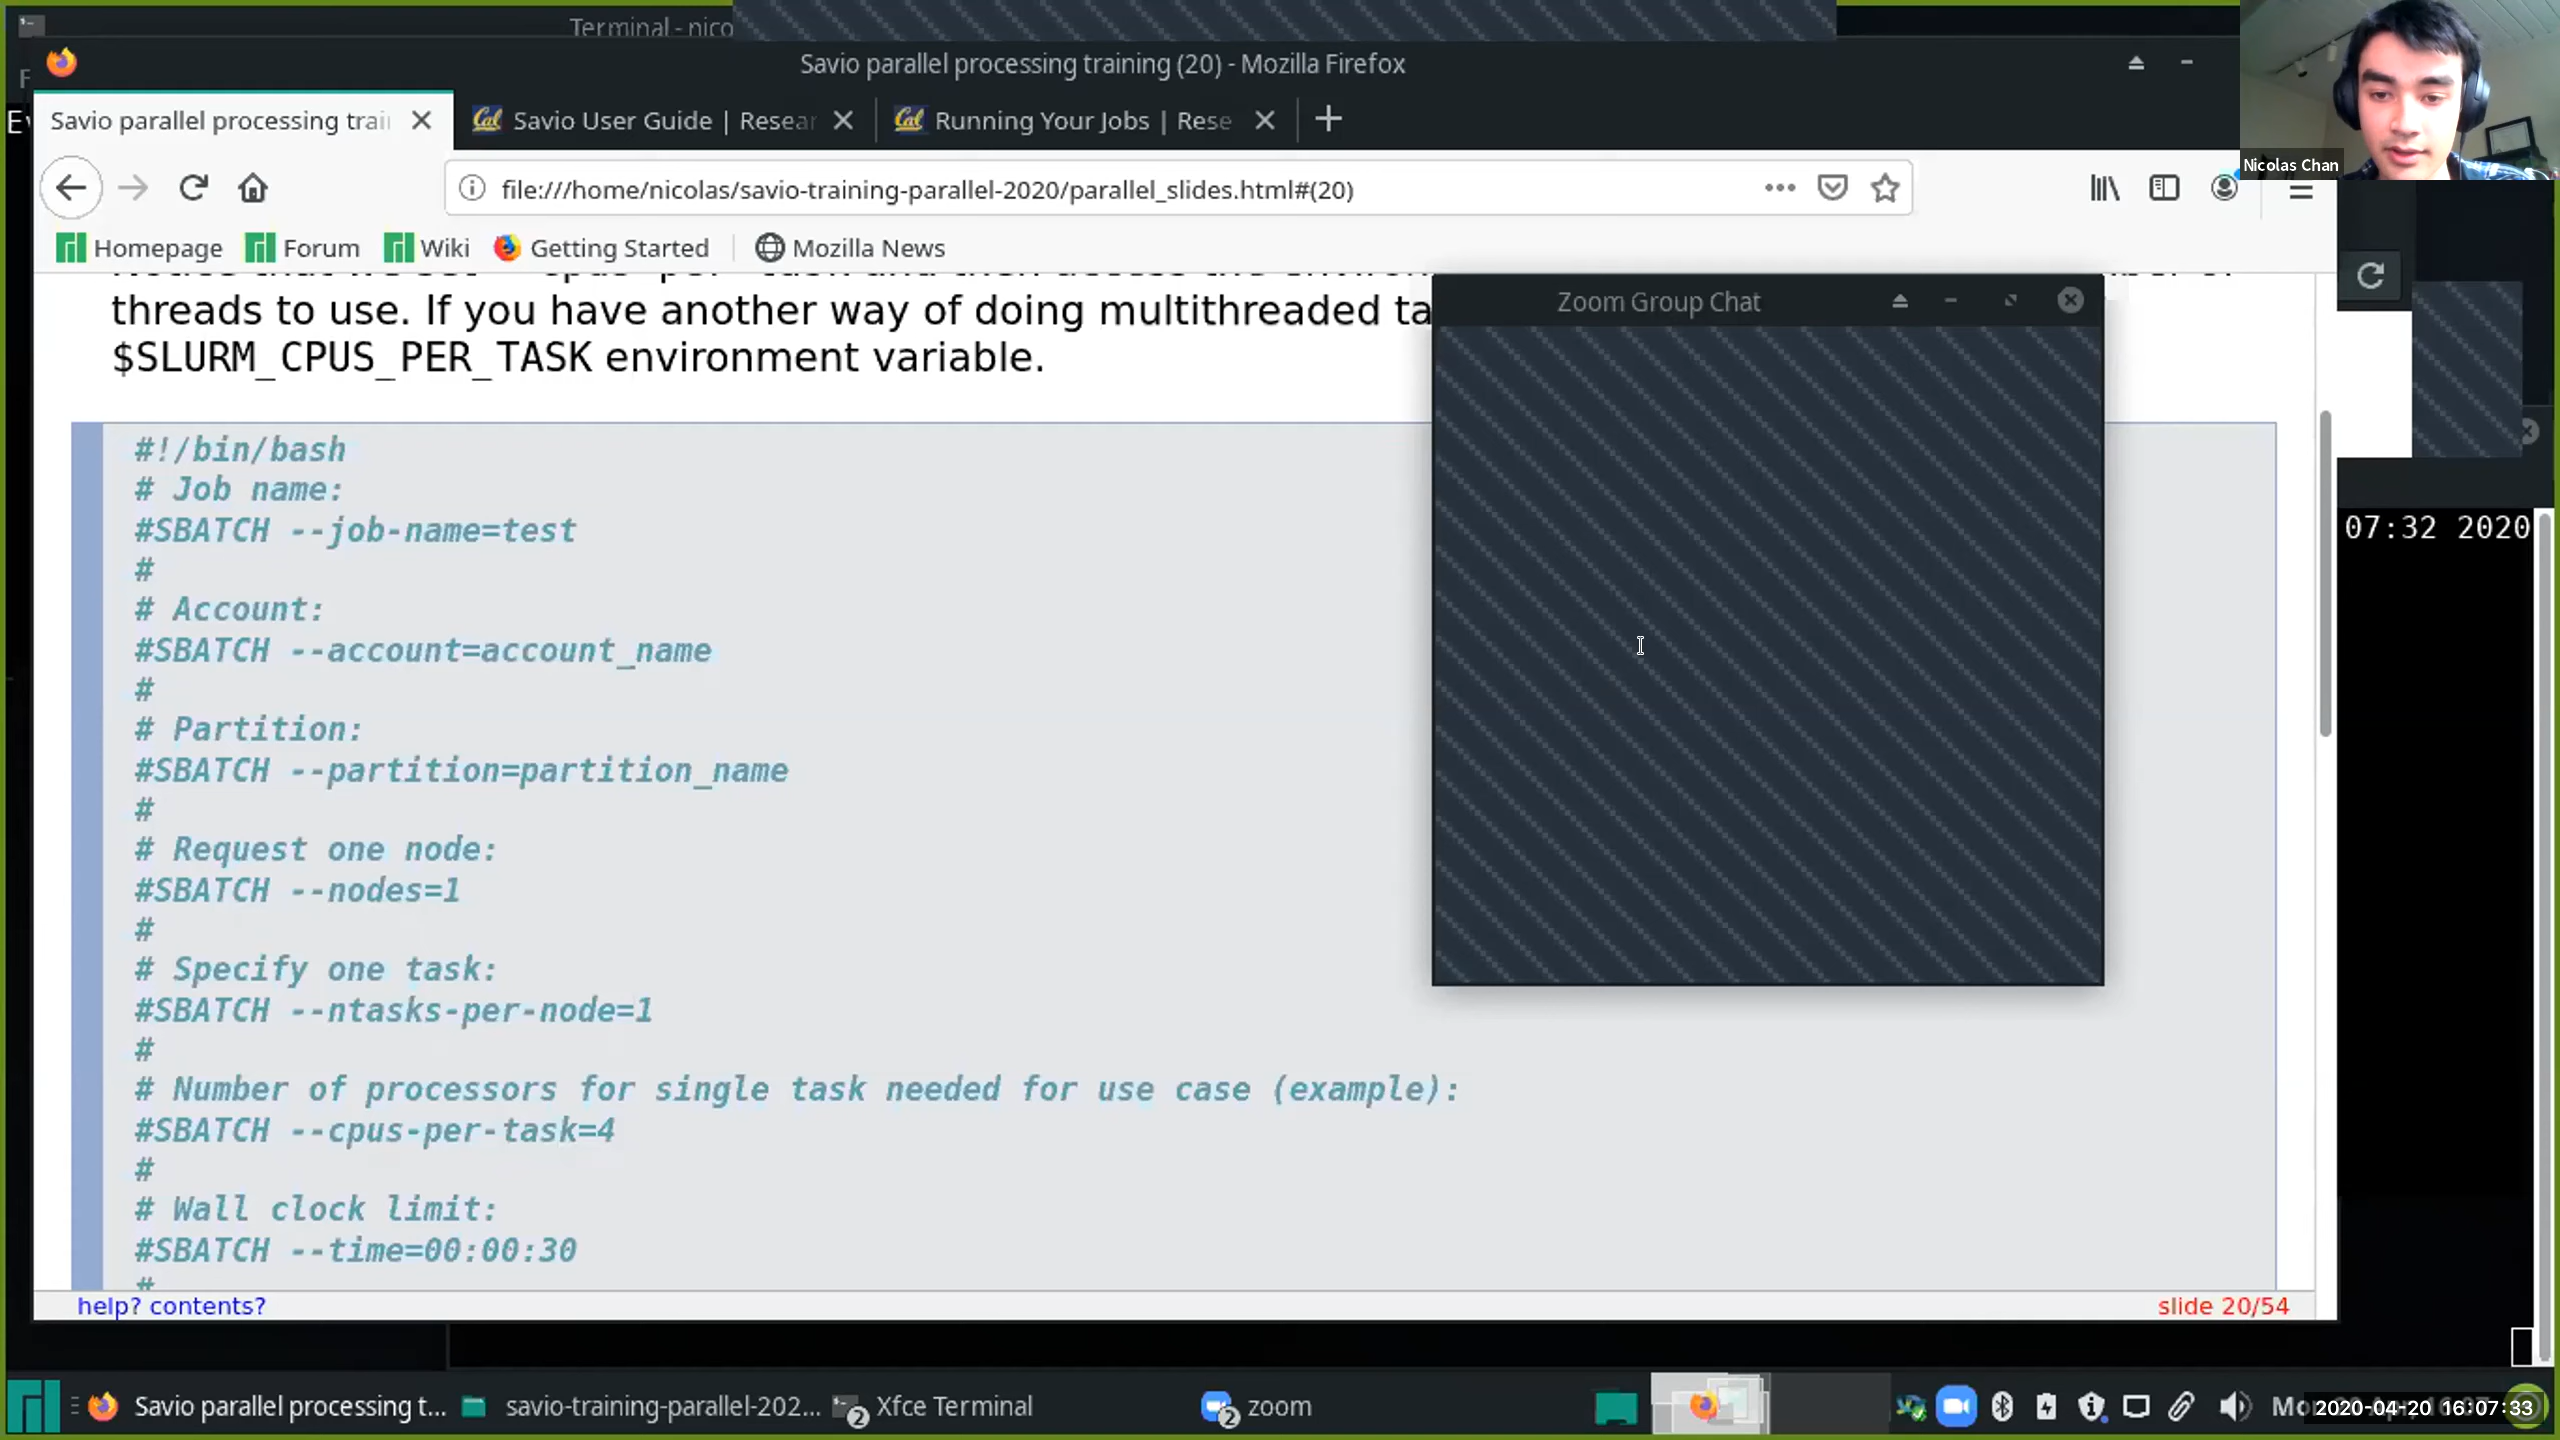 Terminal - nico
Savio parallel processing training (20) - Mozilla Firefox
Savio parallel processing trai
Savio User Guide | Resear
Running Your Jobs | Rese
Nicolas Chan
file:///home/nicolas/savio-training-parallel-2020/parallel_slides.html#(20)
Homepage
Forum
Wiki
Getting Started
Mozilla News
threads to use. If you have another way of doing multithreaded ta
$SLURM_CPUS_PER_TASK environment variable.
Zoom Group Chat
#!/bin/bash
# Job name:
#SBATCH --job-name=test
#
# Account:
#SBATCH --account=account_name
#
# Partition:
#SBATCH --partition=partition_name
#
# Request one node:
#SBATCH --nodes=1
#
# Specify one task:
#SBATCH --ntasks-per-node=1
#
# Number of processors for single task needed for use case (example):
#SBATCH --cpus-per-task=4
#
# Wall clock limit:
#SBATCH --time=00:00:30
#
07:32 2020
help? contents?
slide 20/54
Savio parallel processing t...
savio-training-parallel-202...
2
Xfce Terminal
2
zoom
2020-04-20 16:07:33